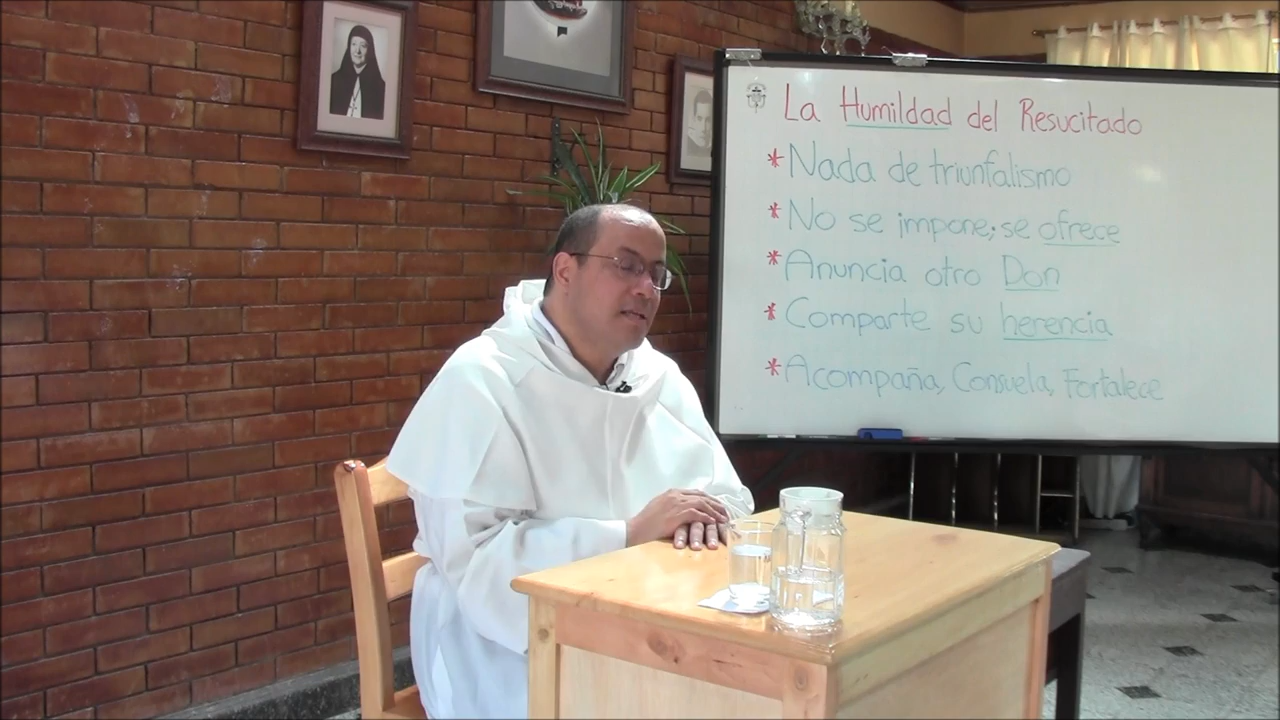 La Humildad del Resucitado
* Nada de triunfalismo
* No se impone; se ofrece
* Anuncia otro Don
* Comparte su herencia
* Acompaña, Consuela, Fortalece